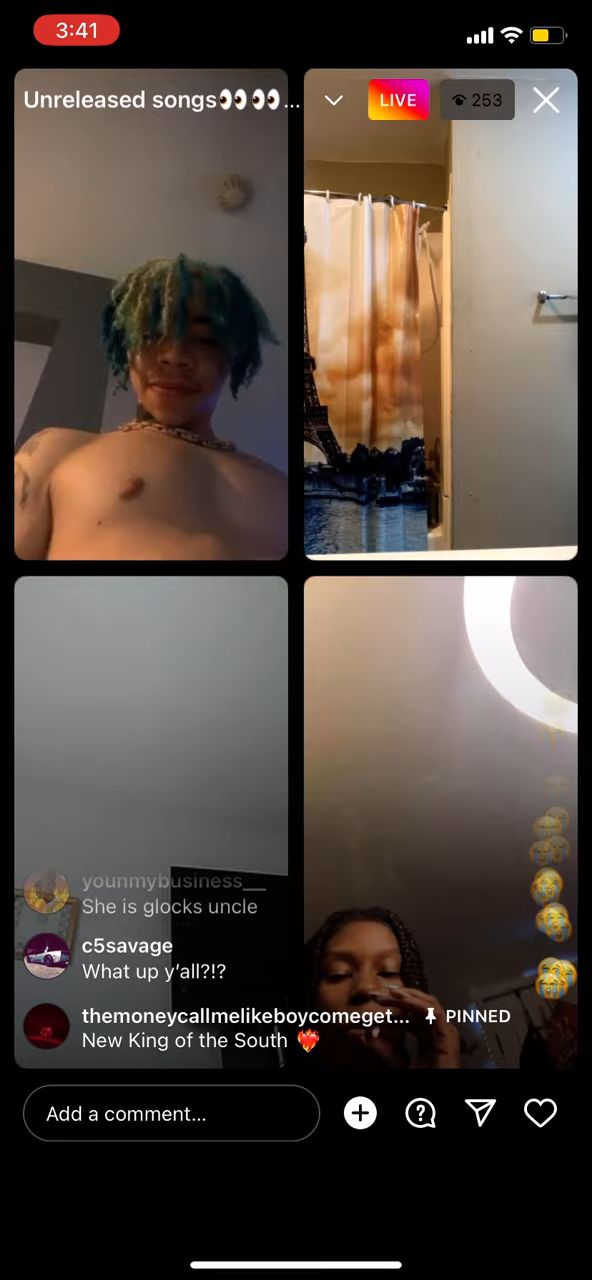 3:41
Unreleased songs👀👀...
LIVE
253
younmybusiness__
She is glocks uncle
c5savage
What up y'all?!?
themoneycallmelikeboycomeget... PINNED
New King of the South ❤️‍🔥
Add a comment...